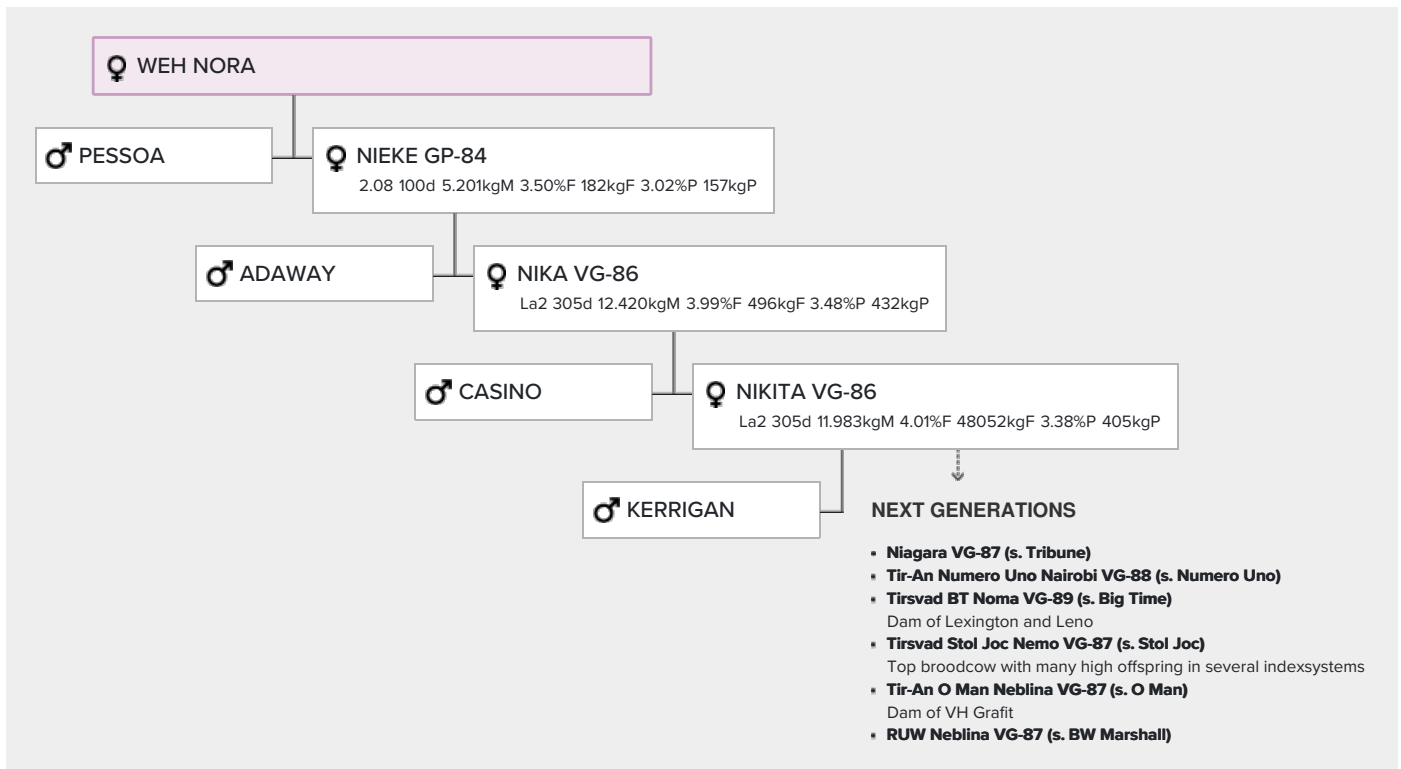 WEH NORA
PESSOA
NIEKE GP-84
2.08 100d 5.201kgM 3.50%F 182kgF 3.02%P 157kgP
ADAWAY
NIKA VG-86
La2 305d 12.420kgM 3.99%F 496kgF 3.48%P 432kgP
CASINO
NIKITA VG-86
La2 305d 11.983kgM 4.01%F 48052kgF 3.38%P 405kgP
KERRIGAN
NEXT GENERATIONS
Niagara VG-87 (s. Tribune)
Tir-An Numero Uno Nairobi VG-88 (s. Numero Uno)
Tirsvad BT Noma VG-89 (s. Big Time)
Dam of Lexington and Leno
Tirsvad Stol Joc Nemo VG-87 (s. Stol Joc)
Top broodcow with many high offspring in several indexsystems
Tir-An O Man Neblina VG-87 (s. O Man)
Dam of VH Grafit
RUW Neblina VG-87 (s. BW Marshall)